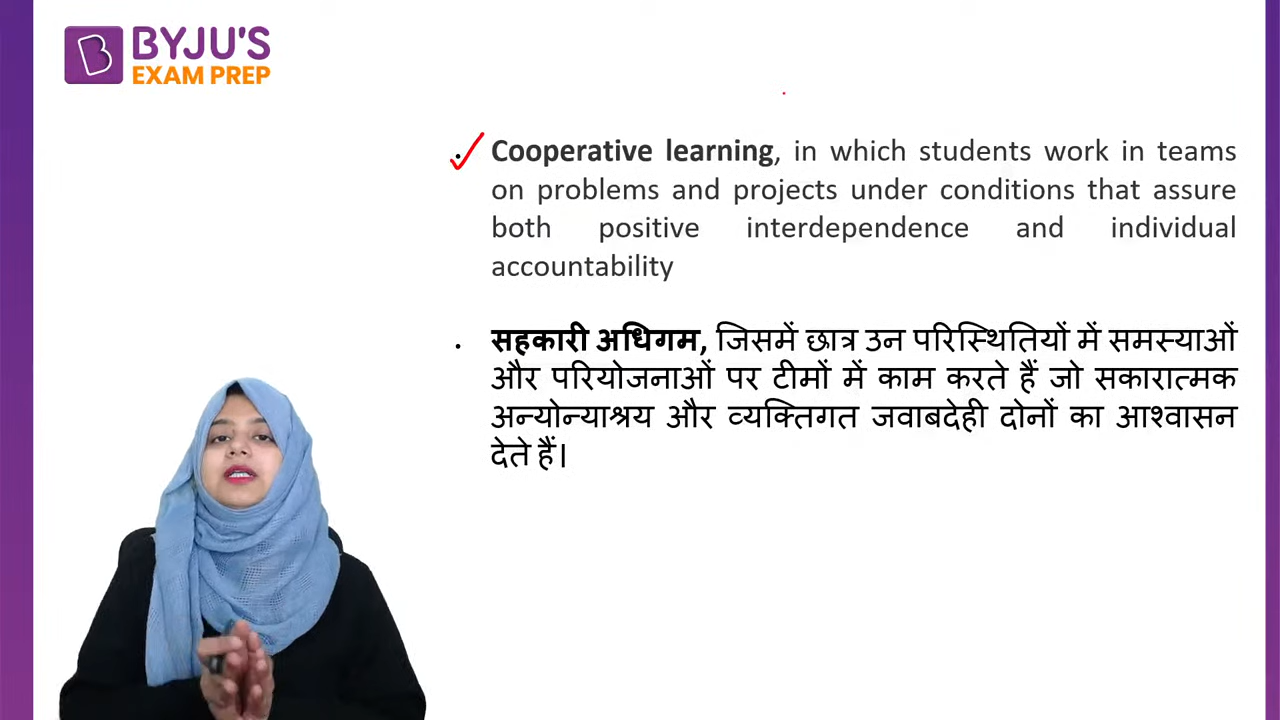 BYJU'S
EXAM PREP
Cooperative learning, in which students work in teams
on problems and projects under conditions that assure
both positive interdependence and individual
accountability
सहकारी अधिगम, जिसमें छात्र उन परिस्थितियों में समस्याओं
और परियोजनाओं पर टीमों में काम करते हैं जो सकारात्मक
अन्योन्याश्रय और व्यक्तिगत जवाबदेही दोनों का आश्वासन
देते हैं।